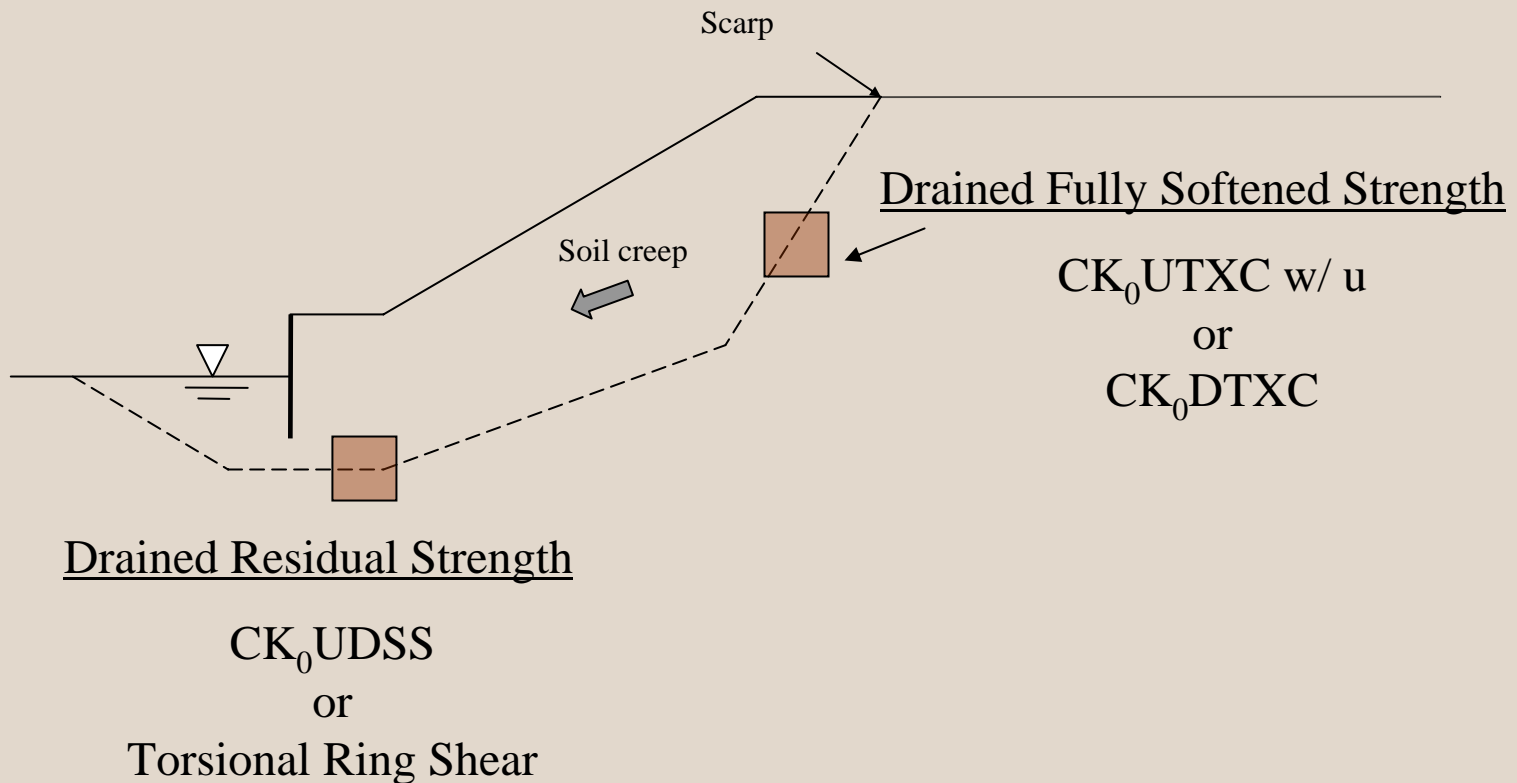 Scarp
Drained Fully Softened Strength
CK₀UTXC w/ u
or
CK₀DTXC
Soil creep
Drained Residual Strength
CK₀UDSS
or
Torsional Ring Shear